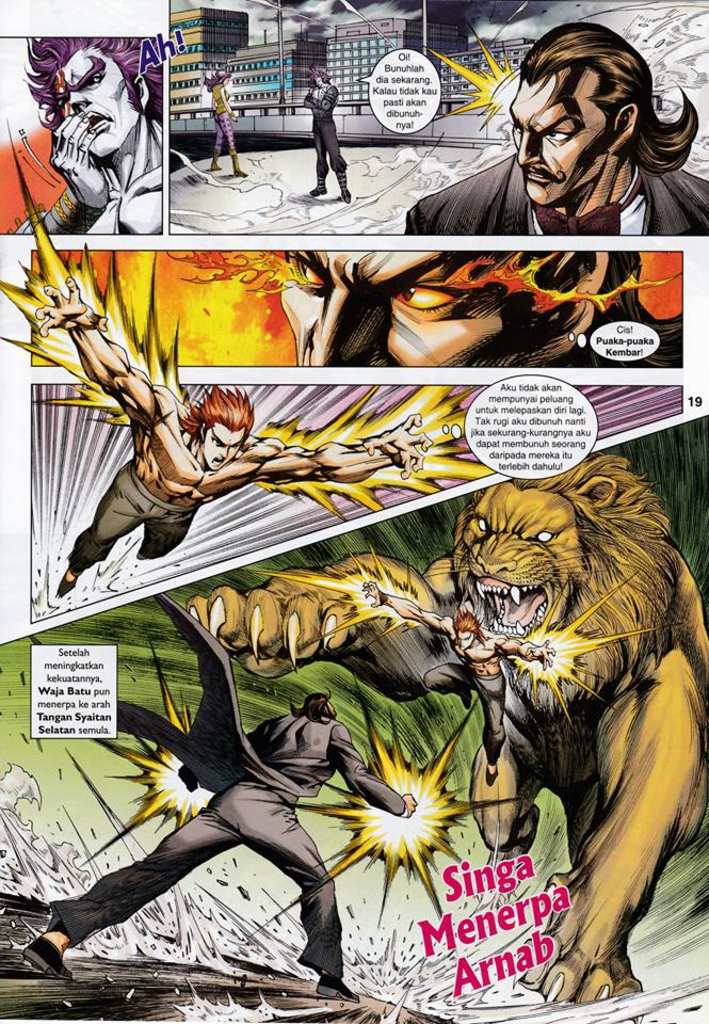 Ah!
Oi!
Bunuhlah
dia sekarang.
Kalau tidak kau
pasti akan
dibunuh-
nya!
Cis!
Puaka-puaka
Kembar!
19
Aku tidak akan
mempunyai peluang
untuk melepaskan diri lagi.
Tak rugi aku dibunuh nanti
jika sekurang-kurangnya aku
dapat membunuh seorang
daripada mereka itu
terlebih dahulu!
Setelah
meningkatkan
kekuatannya,
Waja Batu pun
menerpa ke arah
Tangan Syaitan
Selatan semula.
Singa
Menerpa
Arnab